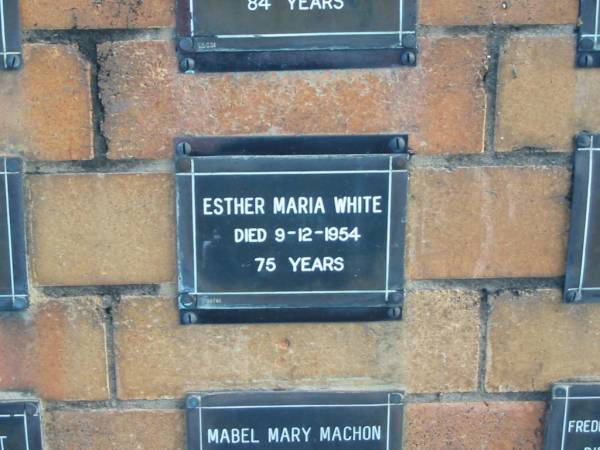 84 YEARS
ESTHER MARIA WHITE
DIED 9-12-1954
75 YEARS
MABEL MARY MACHON